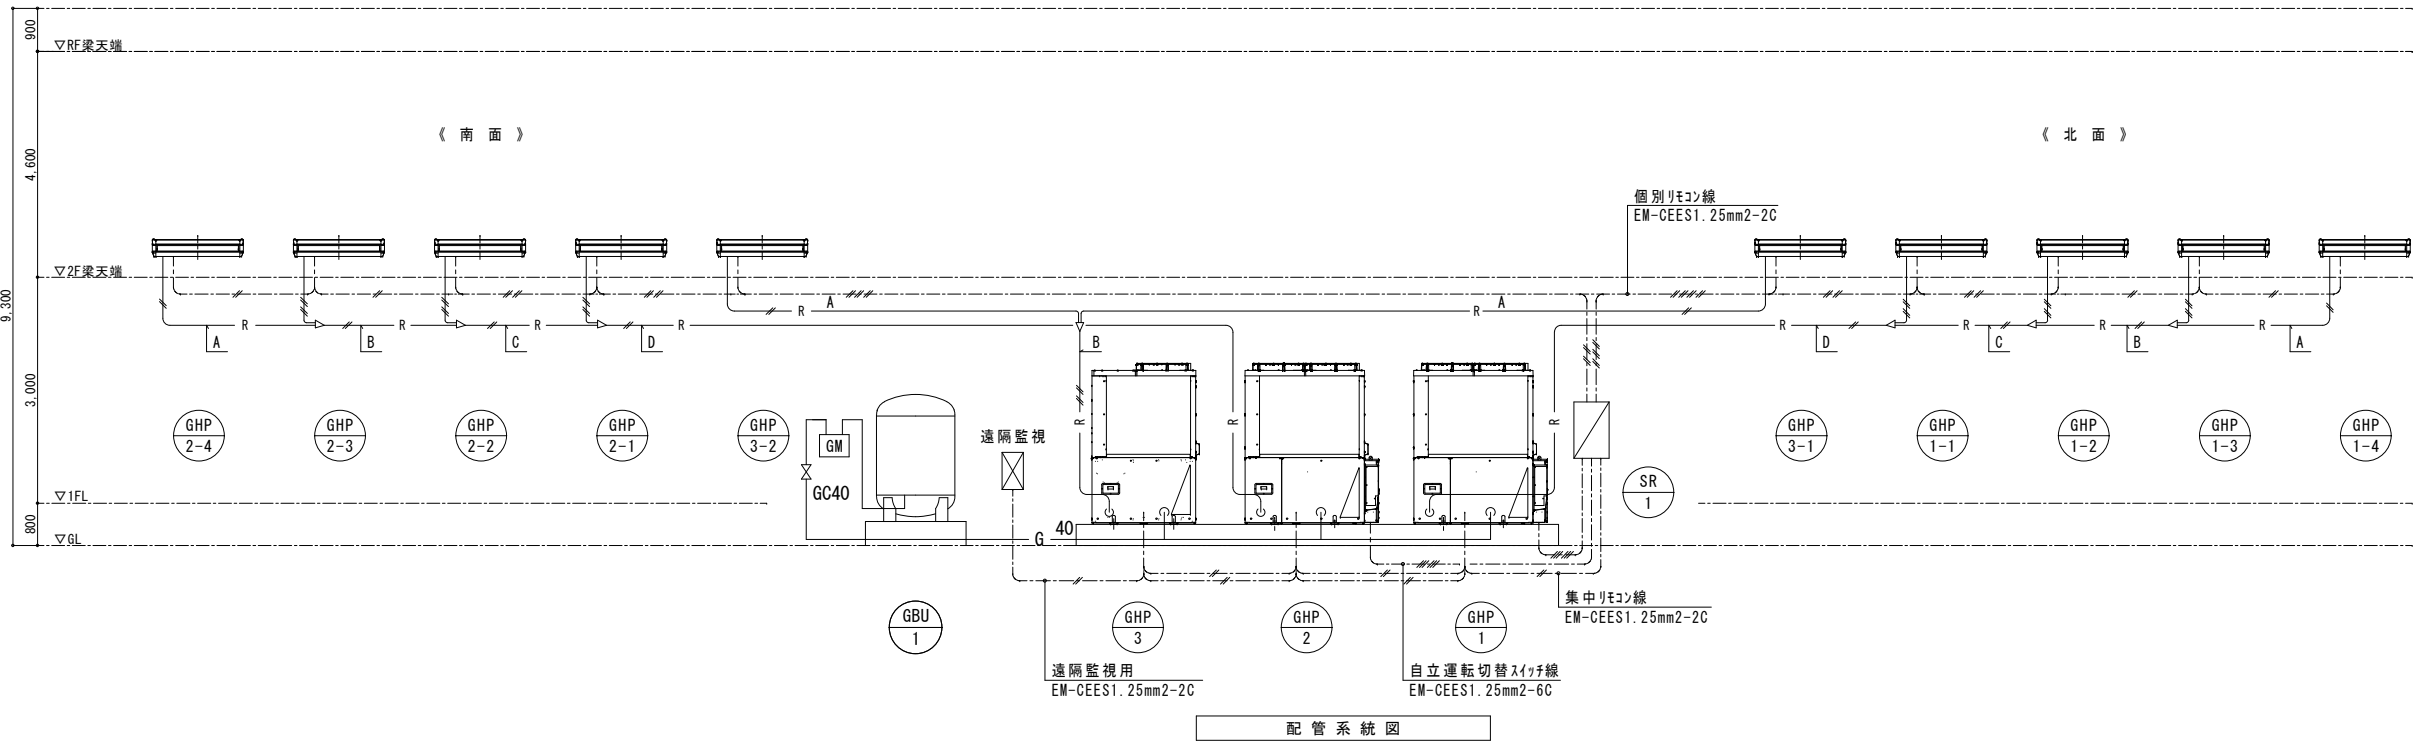 900
▽RF梁天端
《 南 面 》
《 北 面 》
4,600
個別リモコン線
EM-CEES1.25mm2-2C
▽2F梁天端
9,300
A
A
R
R
R
R
R
R
R
R
R
R
R
R
A
B
C
D
B
D
C
B
A
3,000
R
R
R
GHP
2-4
GHP
2-3
GHP
2-2
GHP
2-1
GHP
3-2
GM
遠隔監視
GHP
3-1
GHP
1-1
GHP
1-2
GHP
1-3
GHP
1-4
GC40
SR
1
▽1FL
800
▽GL
G
40
GBU
1
GHP
3
GHP
2
GHP
1
集中リモコン線
EM-CEES1.25mm2-2C
遠隔監視用
EM-CEES1.25mm2-2C
自立運転切替スイッチ線
EM-CEES1.25mm2-6C
配 管 系 統 図